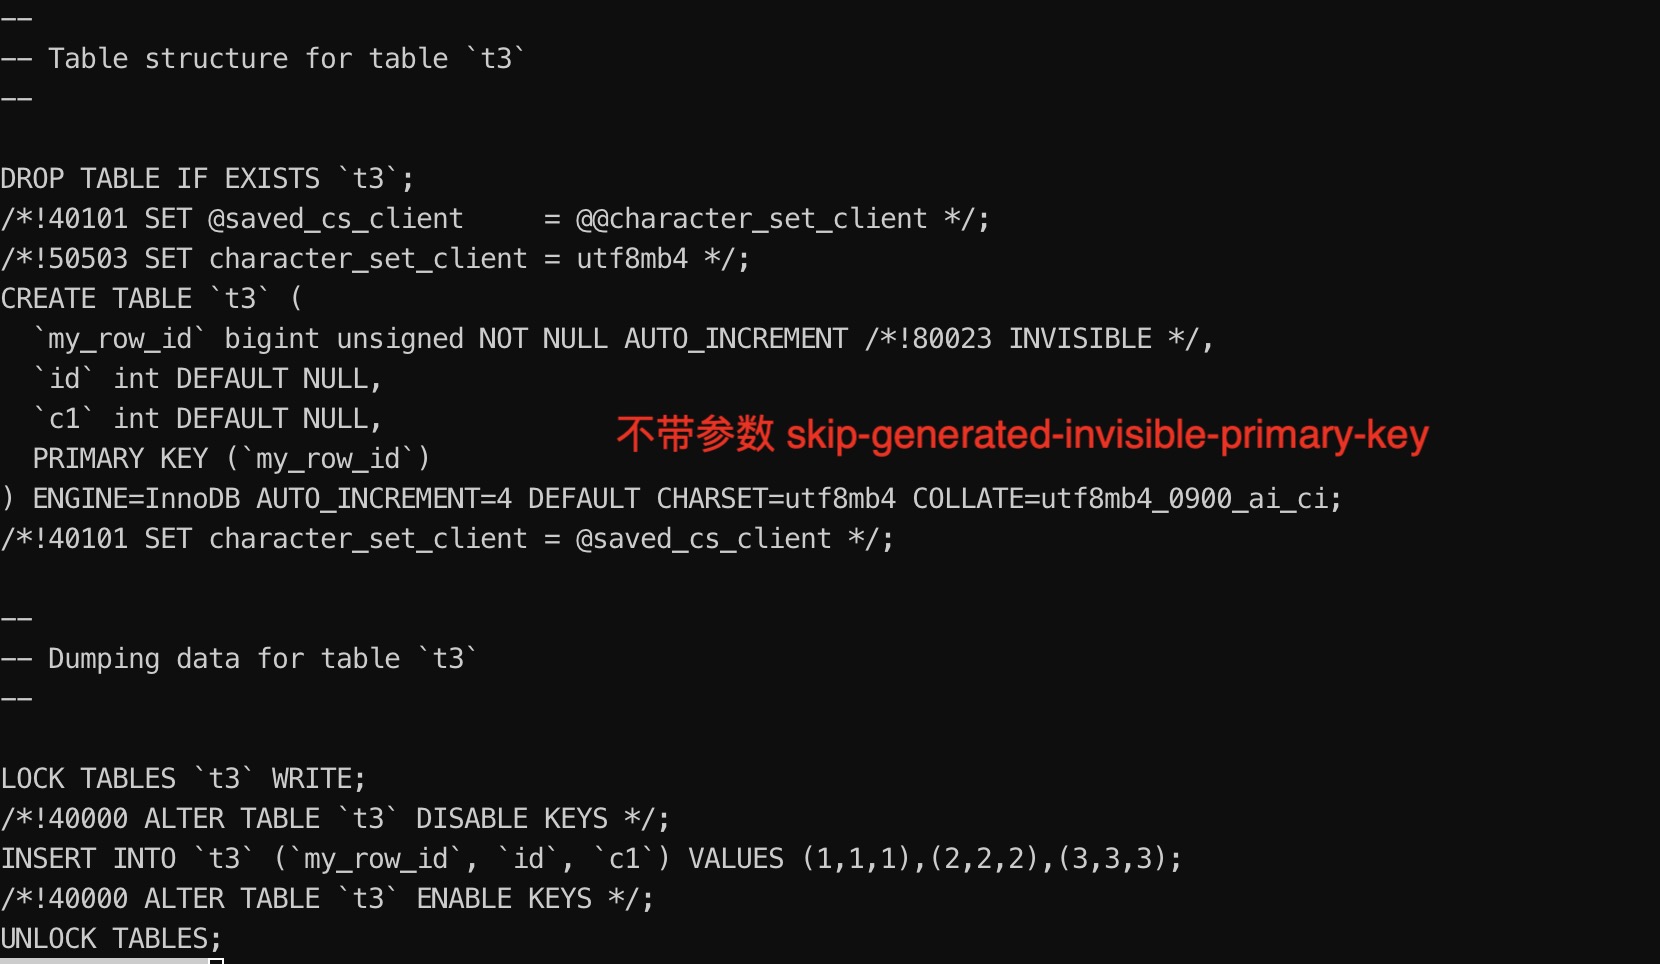 --
-- Table structure for table `t3`
--
DROP TABLE IF EXISTS `t3`;
/*!40101 SET @saved_cs_client     = @@character_set_client */;
/*!50503 SET character_set_client = utf8mb4 */;
CREATE TABLE `t3` (
  `my_row_id` bigint unsigned NOT NULL AUTO_INCREMENT /*!80023 INVISIBLE */,
  `id` int DEFAULT NULL,
  `c1` int DEFAULT NULL,
不带参数 skip-generated-invisible-primary-key
  PRIMARY KEY (`my_row_id`)
) ENGINE=InnoDB AUTO_INCREMENT=4 DEFAULT CHARSET=utf8mb4 COLLATE=utf8mb4_0900_ai_ci;
/*!40101 SET character_set_client = @saved_cs_client */;
--
-- Dumping data for table `t3`
--
LOCK TABLES `t3` WRITE;
/*!40000 ALTER TABLE `t3` DISABLE KEYS */;
INSERT INTO `t3` (`my_row_id`, `id`, `c1`) VALUES (1,1,1),(2,2,2),(3,3,3);
/*!40000 ALTER TABLE `t3` ENABLE KEYS */;
UNLOCK TABLES;